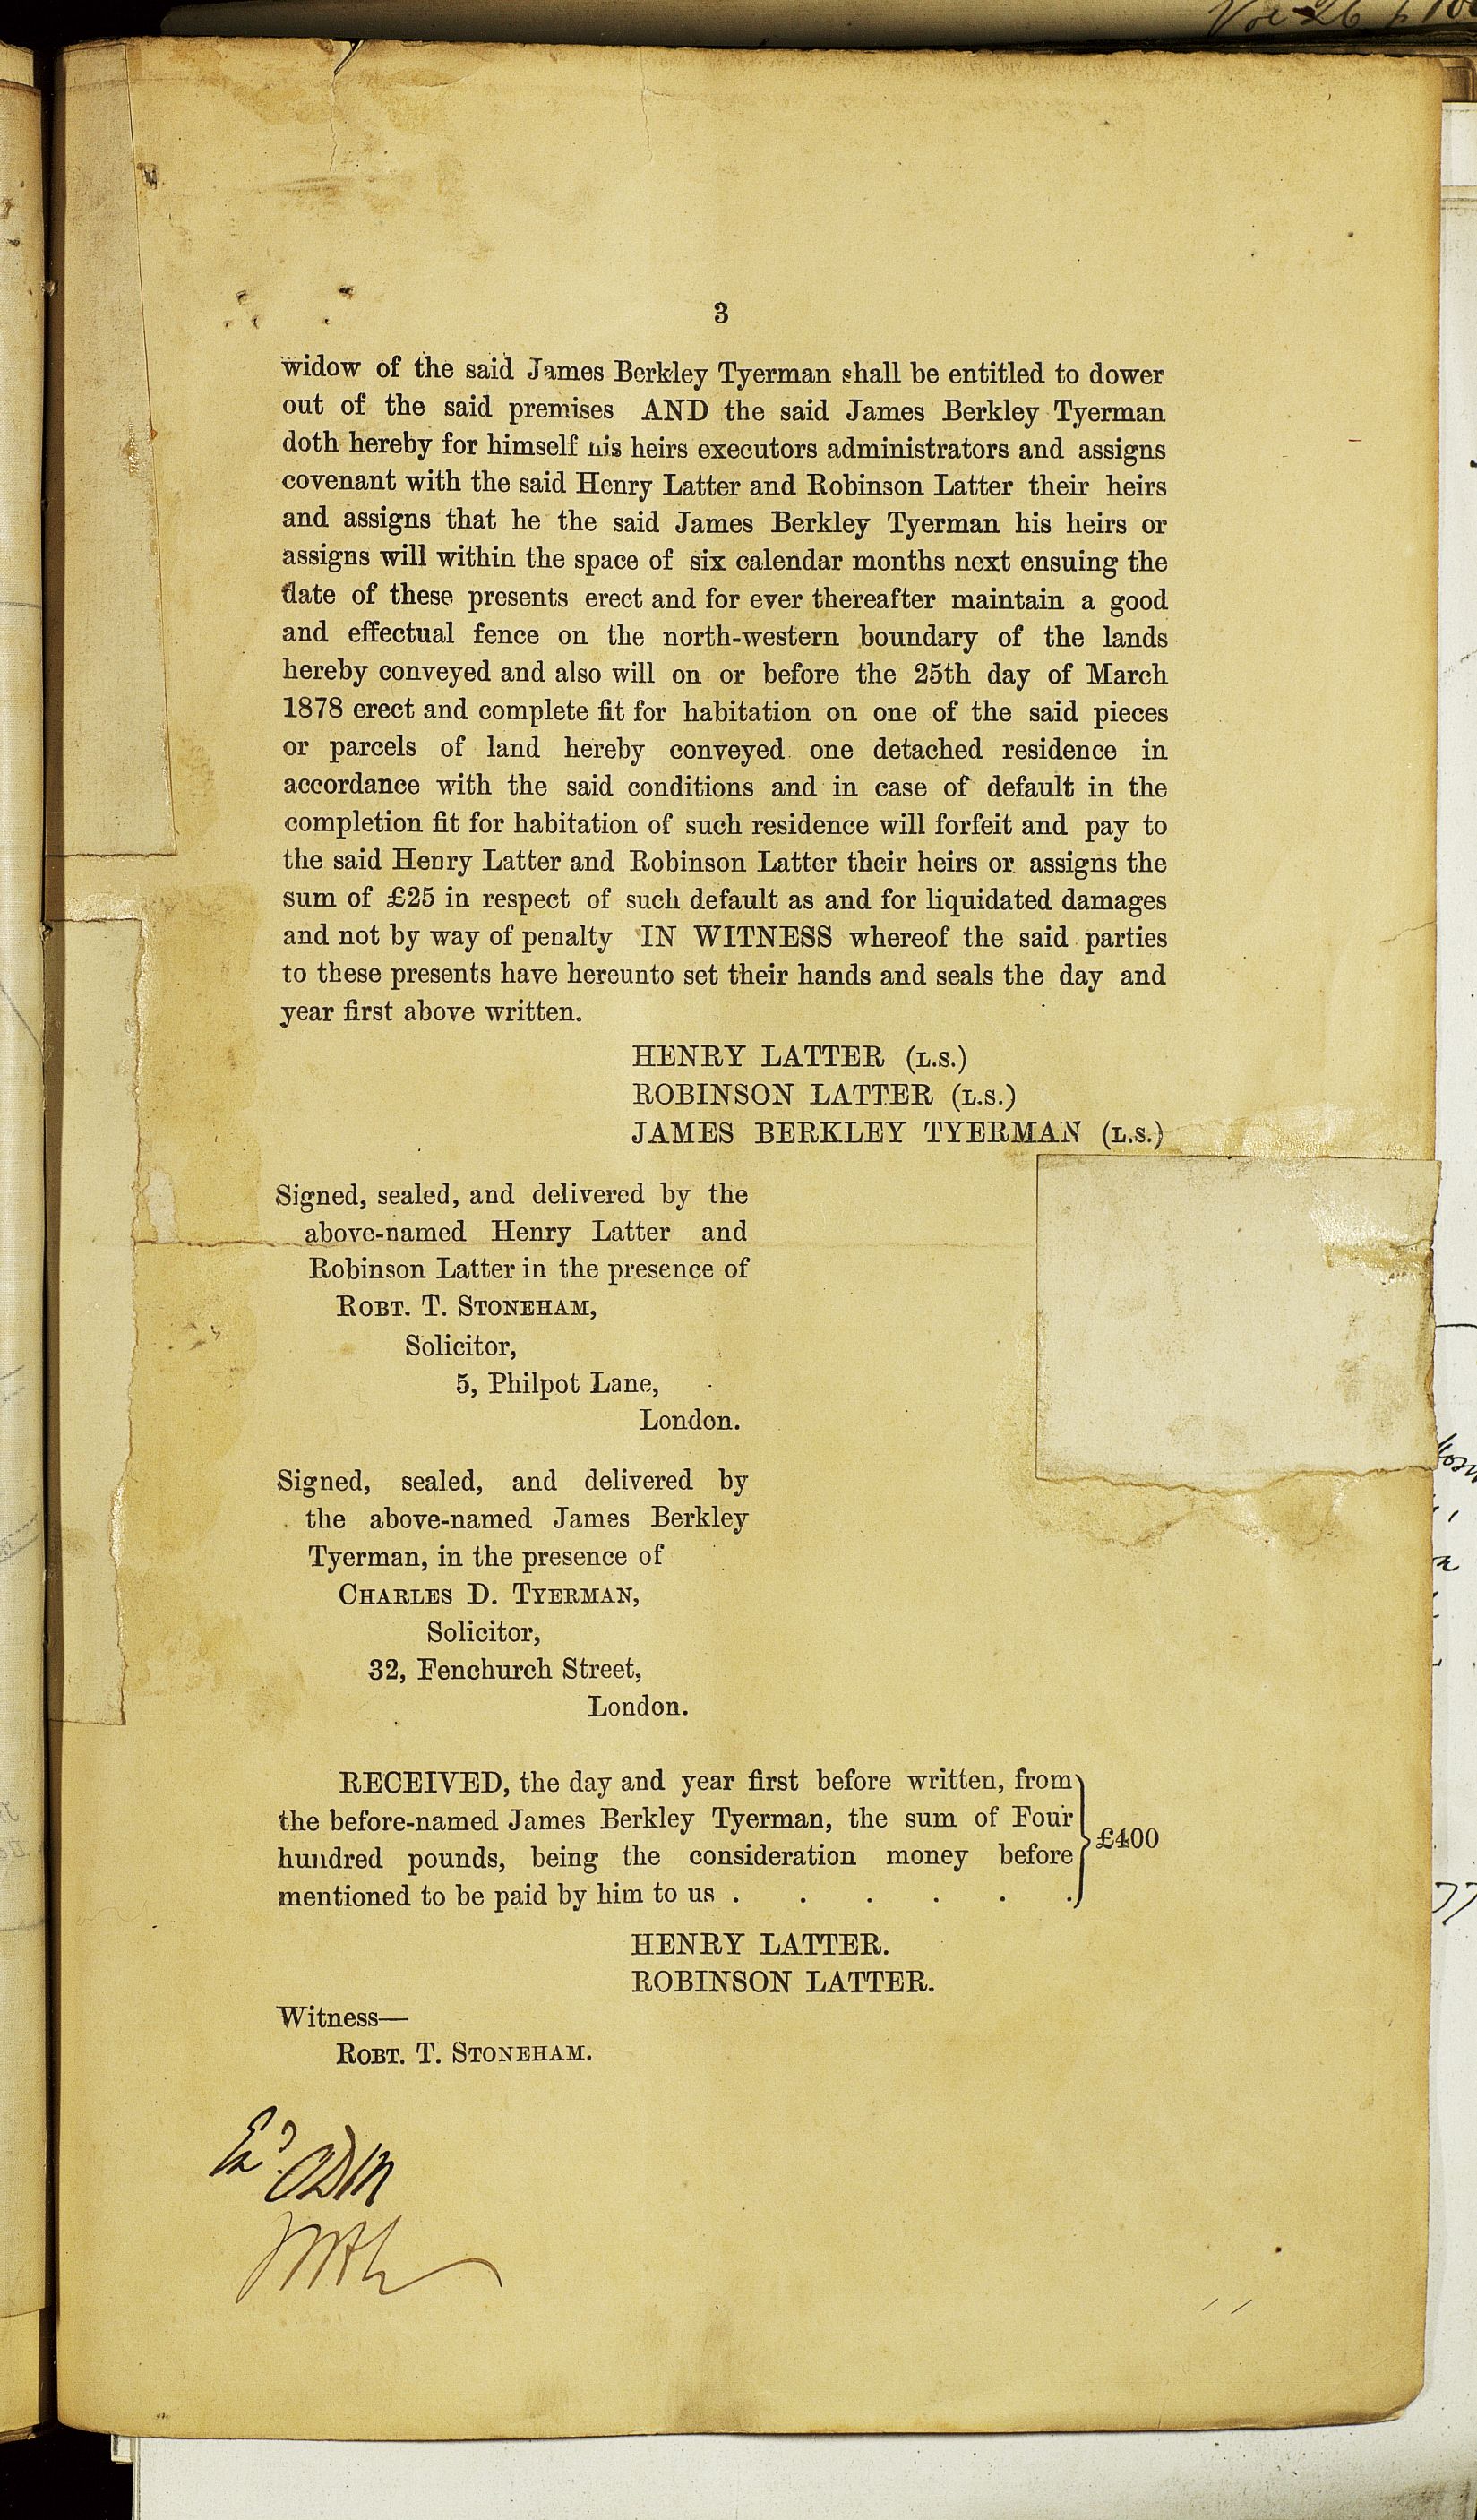 3
widow of the said James Berkley Tyerman shall be entitled to dower
out of the said premises AND the said James Berkley Tyerman
doth hereby for himself his heirs executors administrators and assigns
covenant with the said Henry Latter and Robinson Latter their heirs
and assigns that he the said James Berkley Tyerman his heirs or
assigns will within the space of six calendar months next ensuing the
date of these presents erect and for ever thereafter maintain a good
and effectual fence on the north-western boundary of the lands
hereby conveyed and also will on or before the 25th day of March
1878 erect and complete fit for habitation on one of the said pieces
or parcels of land hereby conveyed one detached residence in
accordance with the said conditions and in case of default in the
completion fit for habitation of such residence will forfeit and pay to
the said Henry Latter and Robinson Latter their heirs or assigns the
sum of £25 in respect of such default as and for liquidated damages
and not by way of penalty IN WITNESS whereof the said parties
to these presents have hereunto set their hands and seals the day and
year first above written.
HENRY LATTER (L.S.)
ROBINSON LATTER (L.S.)
JAMES BERKLEY TYERMAN (L.S.)
Signed, sealed, and delivered by the
above-named Henry Latter and
Robinson Latter in the presence of
ROBT. T. STONEHAM,
Solicitor,
5, Philpot Lane,
London.
Signed, sealed, and delivered by
the above-named James Berkley
Tyerman, in the presence of
CHARLES D. TYERMAN,
Solicitor,
32, Fenchurch Street,
London.
RECEIVED, the day and year first before written, from
the before-named James Berkley Tyerman, the sum of Four
hundred pounds, being the consideration money before
mentioned to be paid by him to us . . . . . .
£400
HENRY LATTER.
ROBINSON LATTER.
Witness—
ROBT. T. STONEHAM.